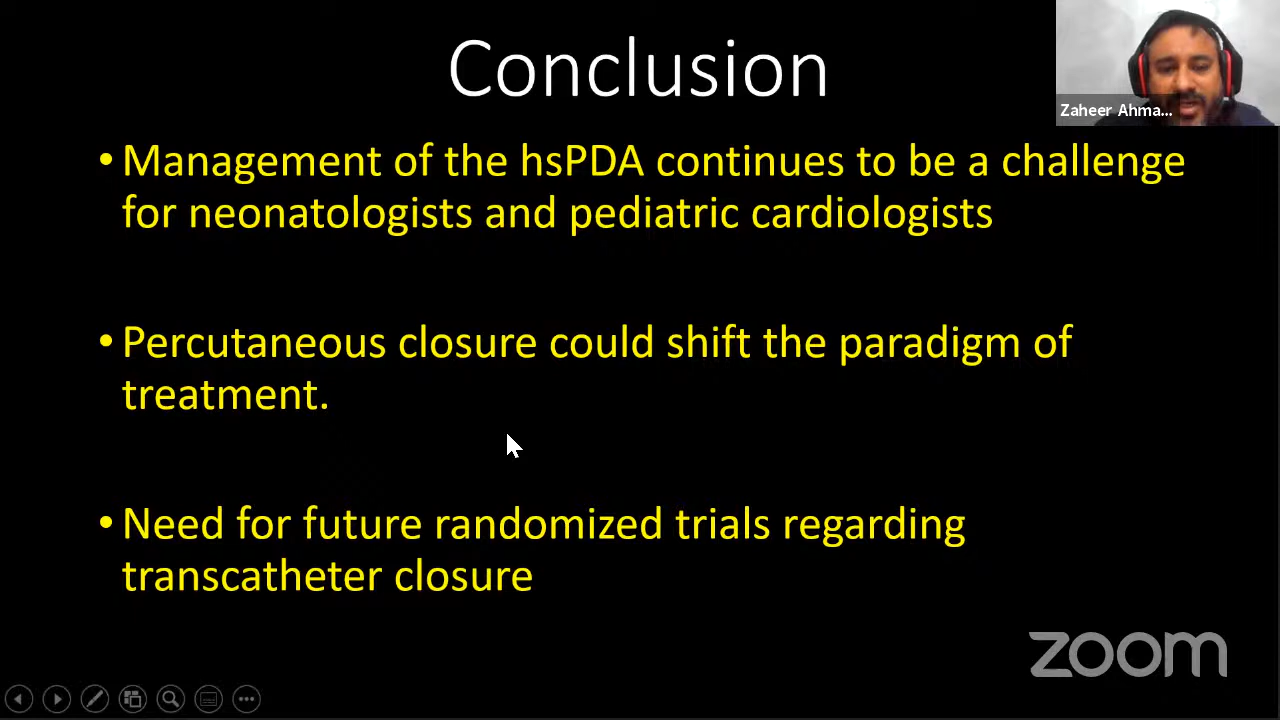 Conclusion
Zaheer Ahma...
• Management of the hsPDA continues to be a challenge
for neonatologists and pediatric cardiologists
• Percutaneous closure could shift the paradigm of
treatment.
• Need for future randomized trials regarding
transcatheter closure
zoom